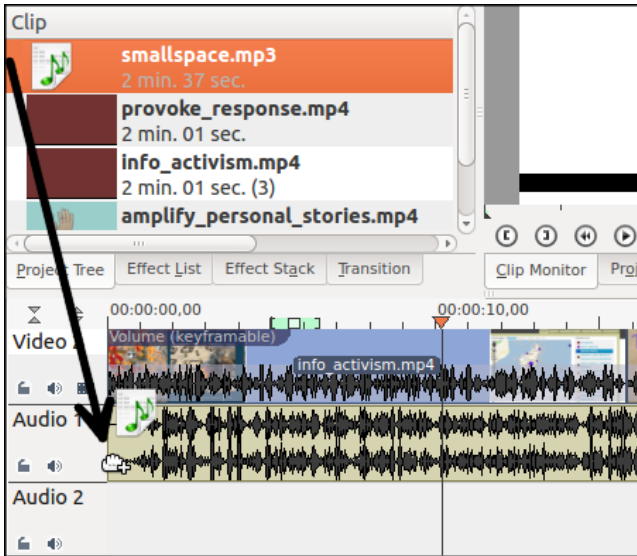 Clip
smallspace.mp3
2 min. 37 sec.
provoke_response.mp4
2 min. 01 sec.
info_activism.mp4
2 min. 01 sec. (3)
amplify_personal_stories.mp4
Project Tree Effect List Effect Stack Transition
Clip Monitor Proj
00:00:00,00 00:00:10,00
Video
Volume (keyframable)
info_activism.mp4
Audio 1
Audio 2